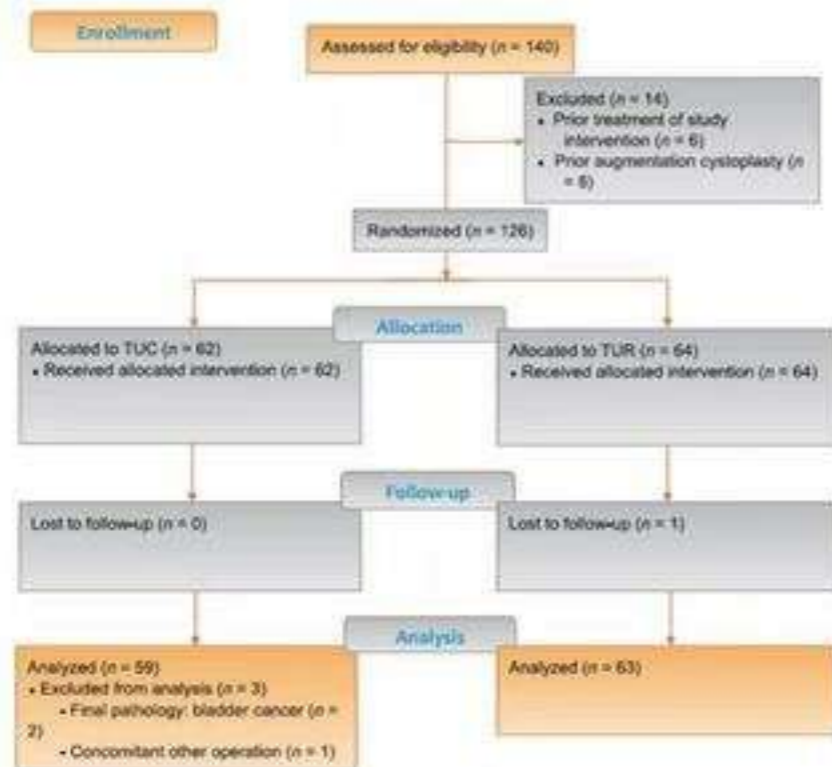 Enrollment
Assessed for eligibility (n = 140)
Excluded (n = 14)
• Prior treatment of study
intervention (n = 6)
• Prior augmentation cystoplasty (n
= 8)
Randomized (n = 126)
Allocation
Allocated to TUC (n = 62)
• Received allocated intervention (n = 62)
Allocated to TUR (n = 64)
• Received allocated intervention (n = 64)
Follow-up
Lost to follow-up (n = 0)
Lost to follow-up (n = 1)
Analysis
Analyzed (n = 59)
• Excluded from analysis (n = 3)
- Final pathology: bladder cancer (n =
2)
- Concomitant other operation (n = 1)
Analyzed (n = 63)